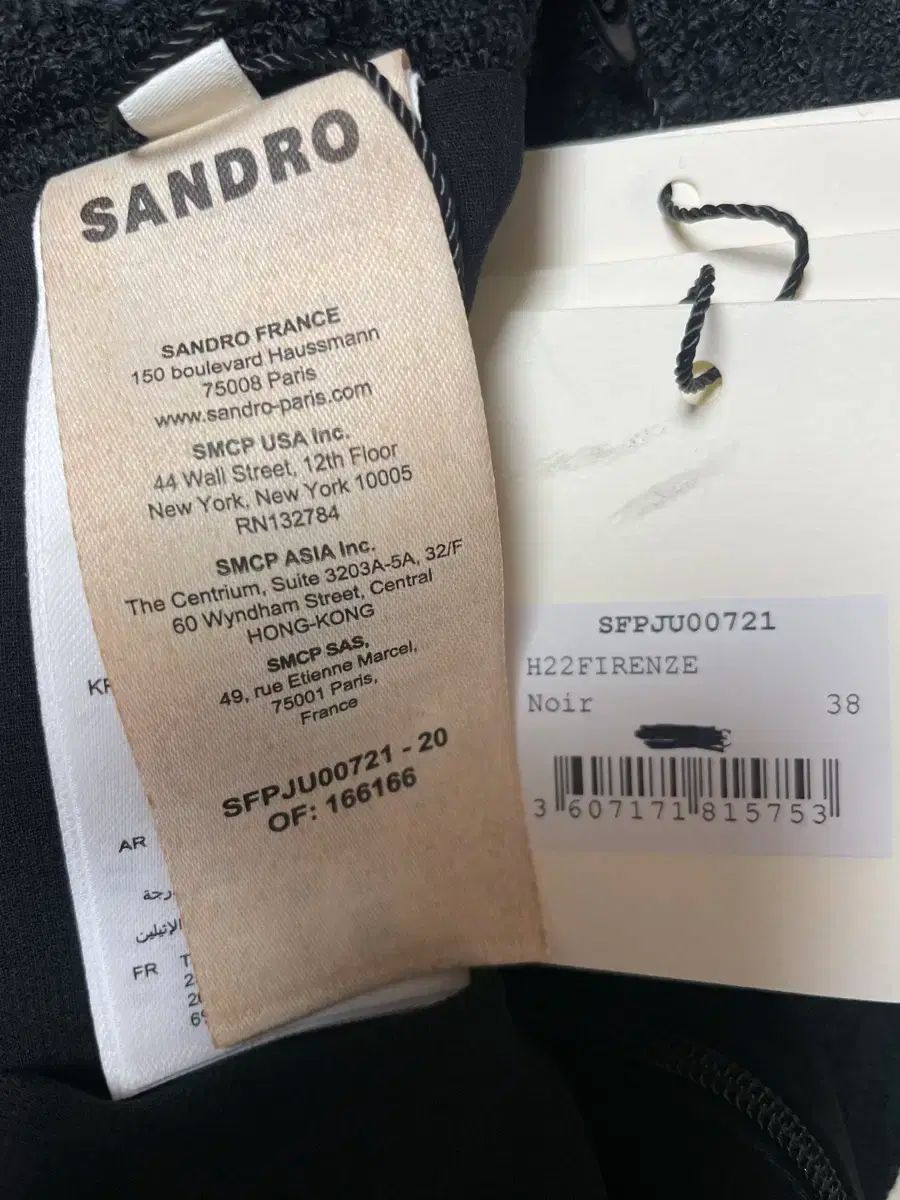 SANDRO
SANDRO FRANCE
150 boulevard Haussmann
75008 Paris
www.sandro-paris.com
SMCP USA Inc.
44 Wall Street, 12th Floor
New York, New York 10005
RN132784
SMCP ASIA Inc.
The Centrium, Suite 3203A-5A, 32/F
60 Wyndham Street, Central
HONG-KONG
SMCP SAS,
49, rue Etienne Marcel,
75001 Paris,
France
SFPJU00721 - 20
OF: 166166
AR
FR
SFPJU00721
H22FIRENZE
Noir 38
3 607171 815753